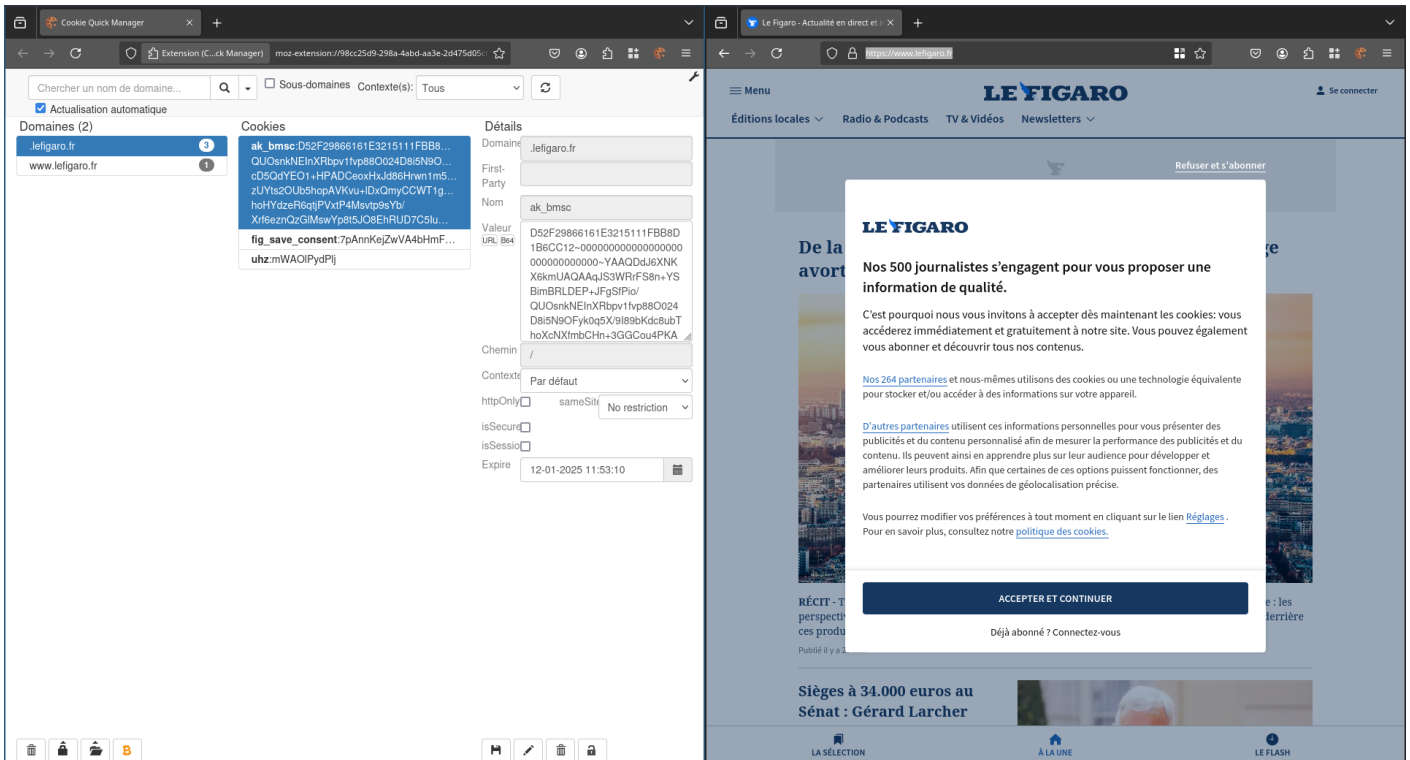 Cookie Quick Manager
Extension (C...ck Manager)
moz-extension://98cc25d9-298a-4abd-aa3e-2d475d05c
Chercher un nom de domaine...
Sous-domaines
Contexte(s):
Tous
Actualisation automatique
Domaines (2)
.lefigaro.fr
3
www.lefigaro.fr
1
Cookies
ak_bmsc:D52F29866161E3215111FBB8...
QUOsnkNEInXRbpv1fvp88O024D8i5N9O...
cD5QdYEO1+HPADCeoxHxJd86Hrwn1m5...
zUYts2OUb5hopAVKvu+IDxQmyCCWT1g...
hoHYdzeR6qtjPVxtP4Msvtp9sYb/
Xrf6eznQzGlMswYp8t5JO8EhRUD7C5Iu...
fig_save_consent:7pAnnKejZwVA4bHmF...
uhz:mWAOlPydPlj
Détails
Domaine
.lefigaro.fr
First-
Party
Nom
ak_bmsc
Valeur
URL B64
D52F29866161E3215111FBB8D
1B6CC12~000000000000000000
000000000000~YAAQDdJ6XNK
X6kmUAQAAqJS3WRrFS8n+YS
BimBRLDEP+JFgSfPio/
QUOsnkNEInXRbpv1fvp88O024
D8i5N9OFyk0q5X/9I89bKdc8ubT
hoXcNXfmbCHn+3GGCou4PKA
Chemin
/
Contexte
Par défaut
httpOnly
sameSite
No restriction
isSecure
isSessio
Expire
12-01-2025 11:53:10
Le Figaro - Actualité en direct et i
https://www.lefigaro.fr
Menu
LE FIGARO
Se connecter
Éditions locales
Radio & Podcasts
TV & Vidéos
Newsletters
Refuser et s'abonner
De la
ge
avort
LE FIGARO
Nos 500 journalistes s'engagent pour vous proposer une
information de qualité.
C'est pourquoi nous vous invitons à accepter dès maintenant les cookies: vous
accéderez immédiatement et gratuitement à notre site. Vous pouvez également
vous abonner et découvrir tous nos contenus.
Nos 264 partenaires et nous-mêmes utilisons des cookies ou une technologie équivalente
pour stocker et/ou accéder à des informations sur votre appareil.
D'autres partenaires utilisent ces informations personnelles pour vous présenter des
publicités et du contenu personnalisé afin de mesurer la performance des publicités et du
contenu. Ils peuvent ainsi en apprendre plus sur leur audience pour développer et
améliorer leurs produits. Afin que certaines de ces options puissent fonctionner, des
partenaires utilisent vos données de géolocalisation précise.
Vous pourrez modifier vos préférences à tout moment en cliquant sur le lien Réglages .
Pour en savoir plus, consultez notre politique des cookies.
ACCEPTER ET CONTINUER
Déjà abonné ? Connectez-vous
RÉCIT - T
e : les
perspecti
derrière
ces produ
Publié il y a 2
Sièges à 34.000 euros au
Sénat : Gérard Larcher
LA SÉLECTION
À LA UNE
LE FLASH